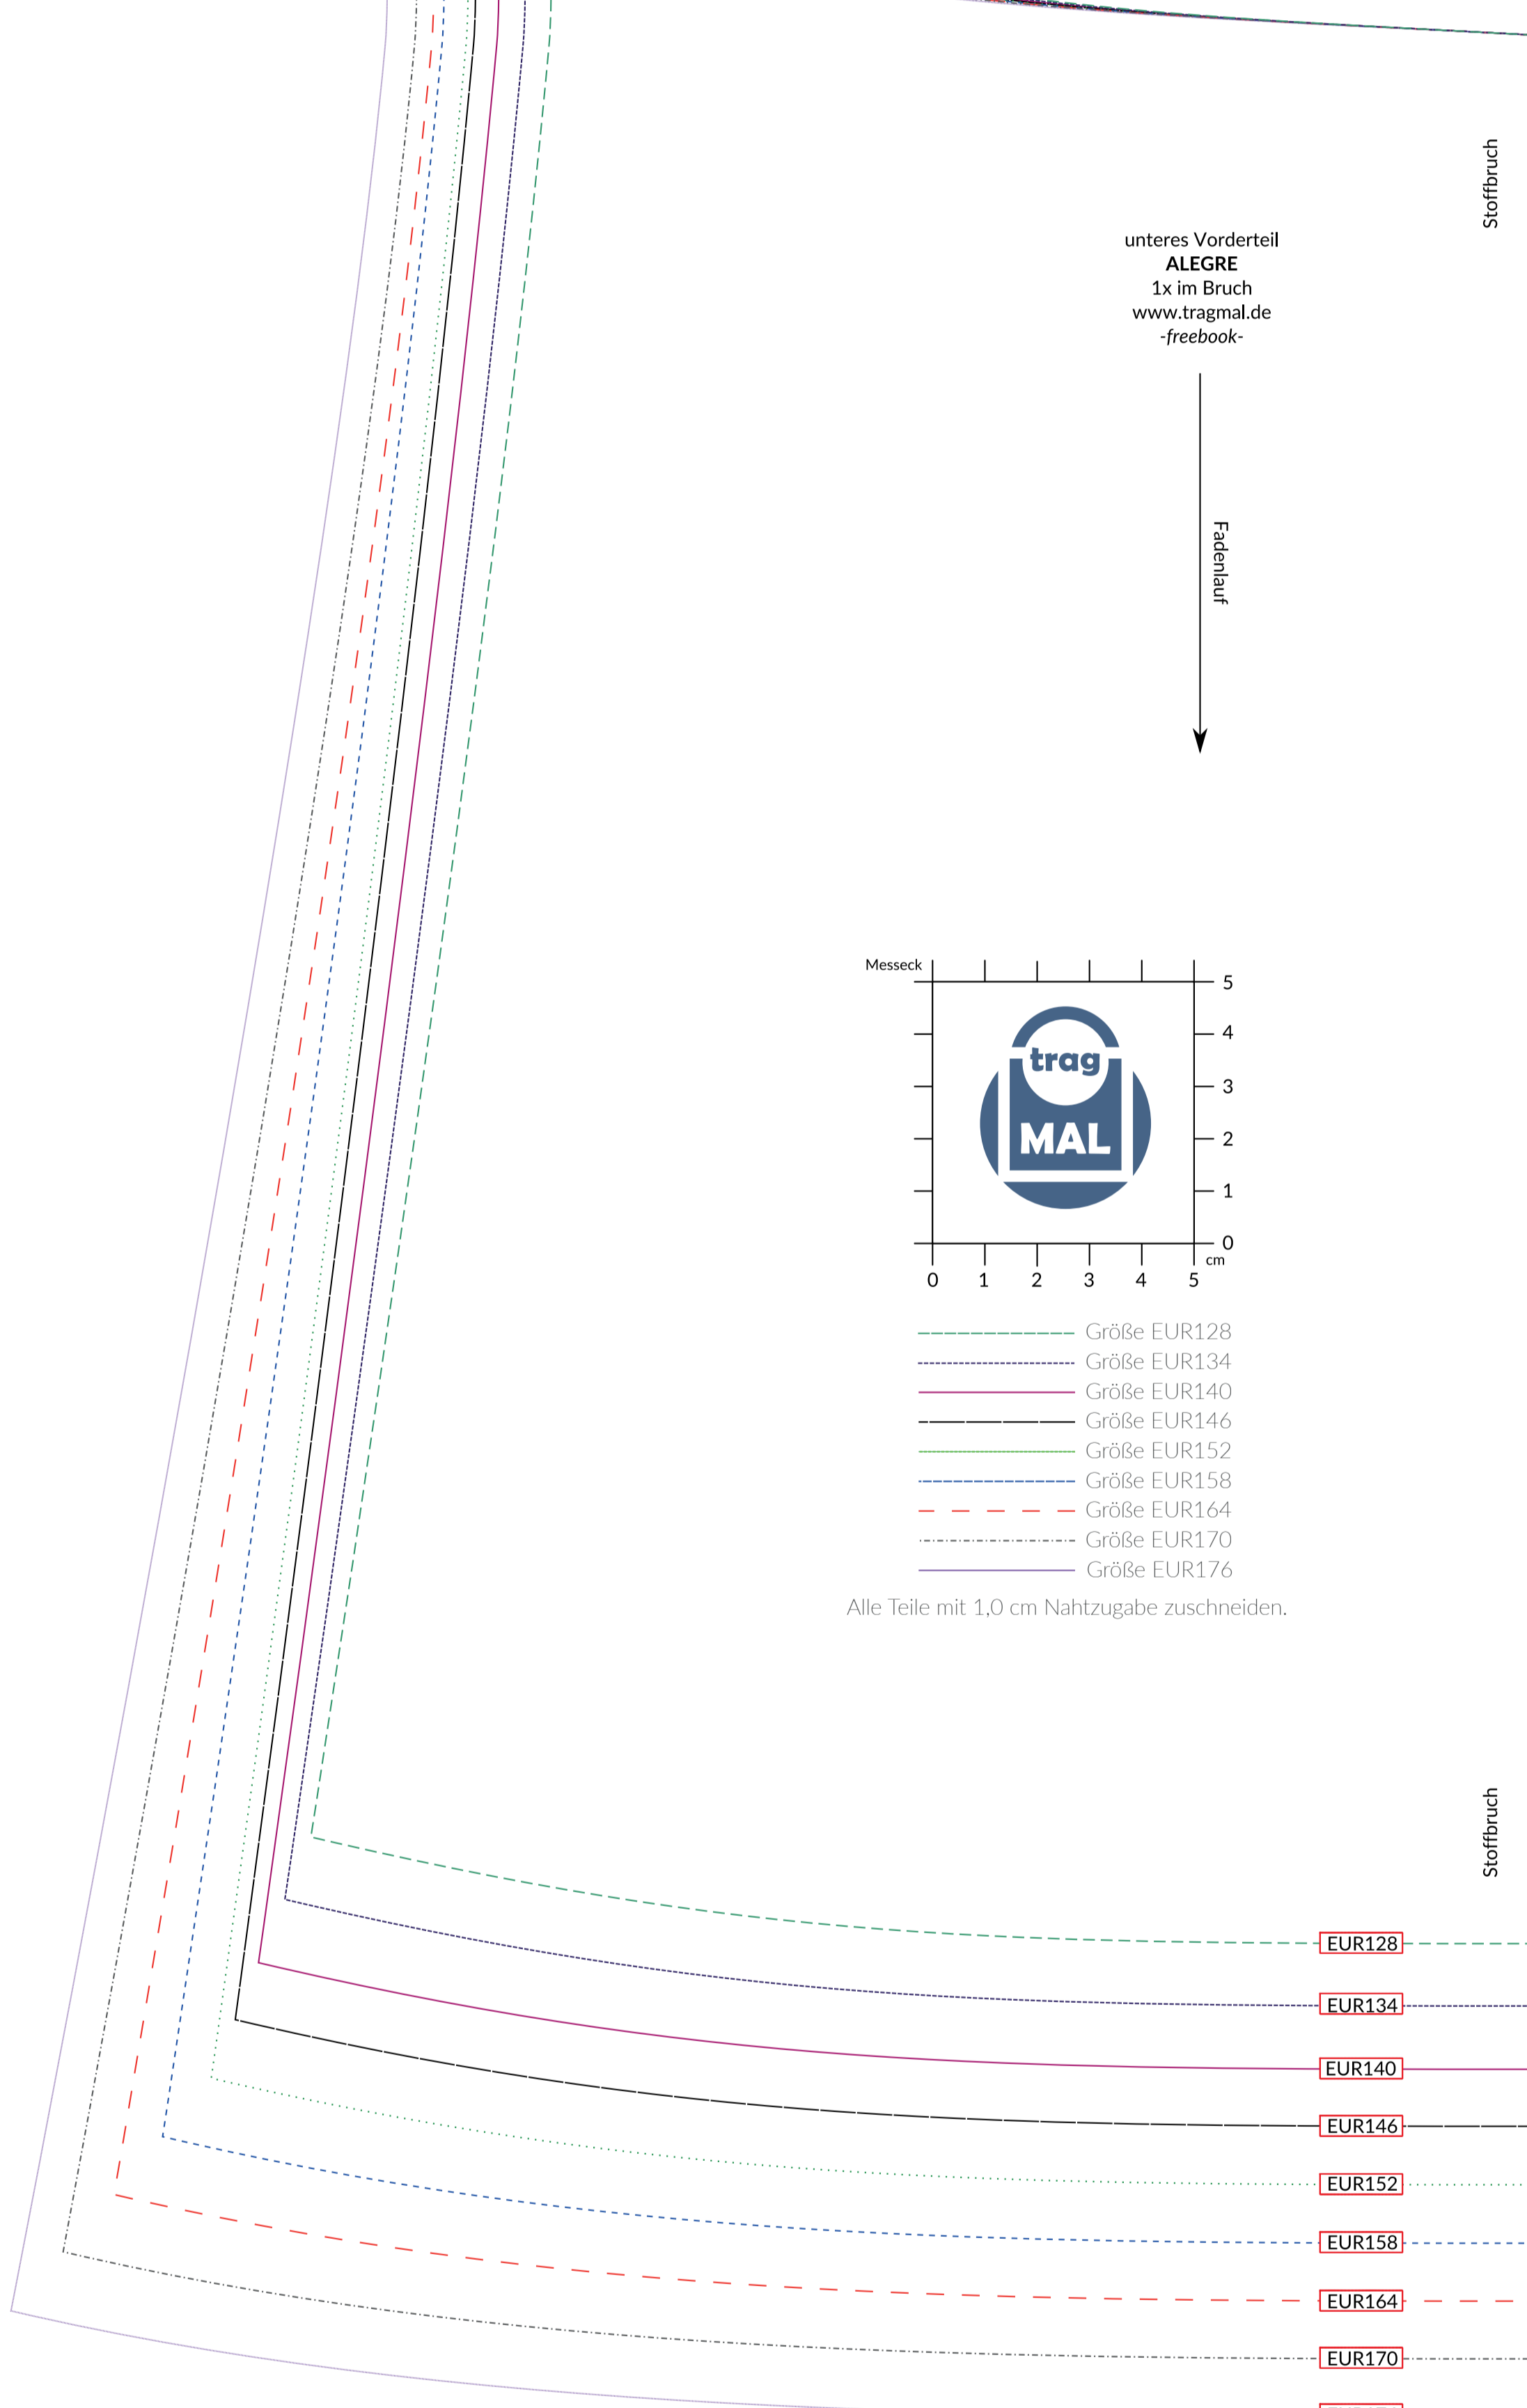 Stoffbruch
unteres Vorderteil
ALEGRE
1x im Bruch
www.tragmal.de
-freebook-
Fadenlauf
Messeck
5
4
3
2
1
0
cm
0 1 2 3 4 5
trag
MAL
Größe EUR128
Größe EUR134
Größe EUR140
Größe EUR146
Größe EUR152
Größe EUR158
Größe EUR164
Größe EUR170
Größe EUR176
Alle Teile mit 1,0 cm Nahtzugabe zuschneiden.
Stoffbruch
EUR128
EUR134
EUR140
EUR146
EUR152
EUR158
EUR164
EUR170